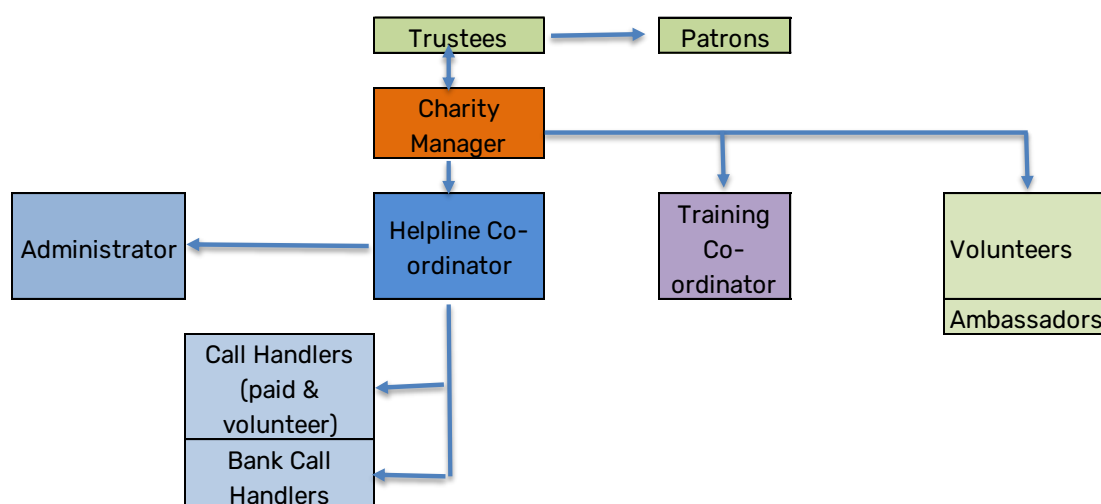 Trustees
Patrons
Charity
Manager
Administrator
Helpline Co-
ordinator
Training
Co-
ordinator
Volunteers
Ambassadors
Call Handlers
(paid &
volunteer)
Bank Call
Handlers